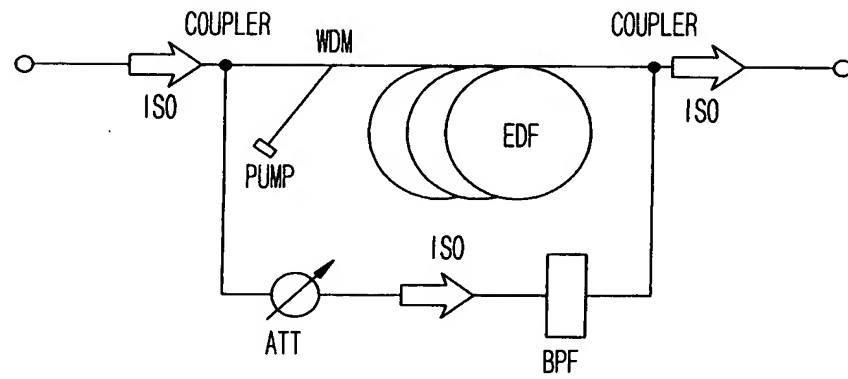 COUPLER
WDM
COUPLER
ISO
ISO
PUMP
EDF
ISO
ATT
BPF